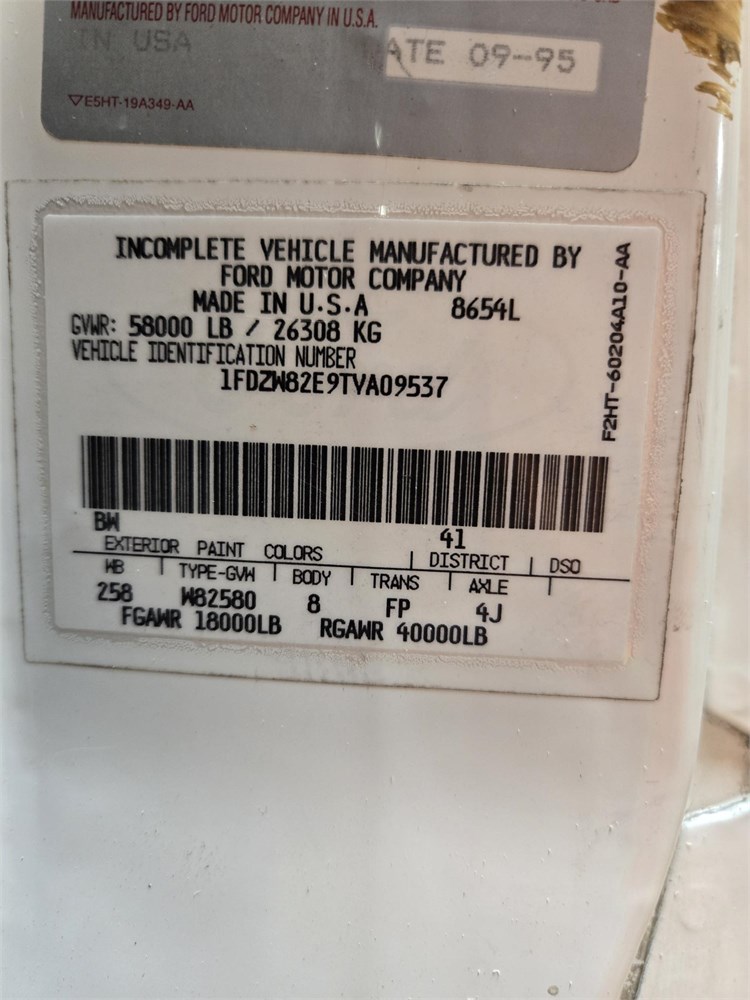 MANUFACTURED BY FORD MOTOR COMPANY IN U.S.A.
IN USA
DATE 09-95
▽E5HT-19A349-AA
INCOMPLETE VEHICLE MANUFACTURED BY
FORD MOTOR COMPANY
MADE IN U.S.A 8654L
GVWR: 58000 LB / 26308 KG
VEHICLE IDENTIFICATION NUMBER
1FDZW82E9TVA09537
F2HT-60204A10-AA
BW 41
EXTERIOR PAINT COLORS | DISTRICT | DSO
WB | TYPE-GVW | BODY | TRANS | AXLE |
258 W82580 8 FP 4J
FGAWR 18000LB RGAWR 40000LB